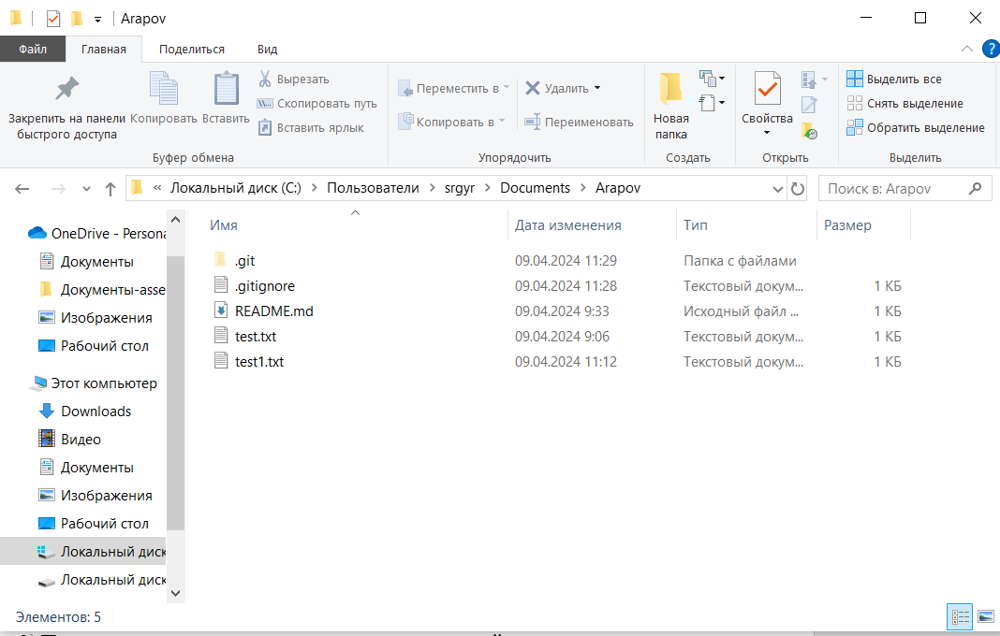 Arapov
Файл Главная Поделиться Вид
Закрепить на панели быстрого доступа
Копировать
Вставить
Вырезать
Скопировать путь
Вставить ярлык
Буфер обмена
Переместить в
Копировать в
Удалить
Переименовать
Упорядочить
Новая папка
Создать
Свойства
Открыть
Выделить все
Снять выделение
Обратить выделение
Выделить
« Локальный диск (C:) > Пользователи > srgyr > Documents > Arapov
Поиск в: Arapov
OneDrive - Persona
Документы
Документы-asse
Изображения
Рабочий стол
Этот компьютер
Downloads
Видео
Документы
Изображения
Рабочий стол
Локальный диск
Локальный диск
Имя Дата изменения Тип Размер
.git 09.04.2024 11:29 Папка с файлами
.gitignore 09.04.2024 11:28 Текстовый докум... 1 КБ
README.md 09.04.2024 9:33 Исходный файл ... 1 КБ
test.txt 09.04.2024 9:06 Текстовый докум... 1 КБ
test1.txt 09.04.2024 11:12 Текстовый докум... 1 КБ
Элементов: 5